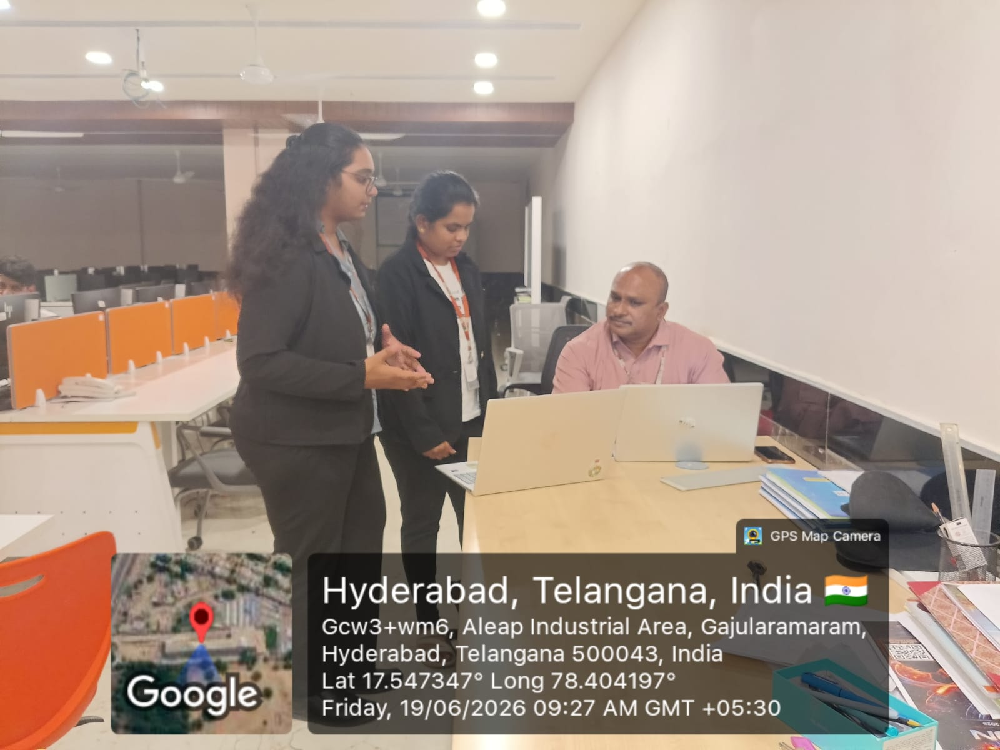 hp
GPS Map Camera
Hyderabad, Telangana, India
Gcw3+wm6, Aleap Industrial Area, Gajularamaram,
Hyderabad, Telangana 500043, India
Lat 17.547347° Long 78.404197°
Friday, 19/06/2026 09:27 AM GMT +05:30
Google